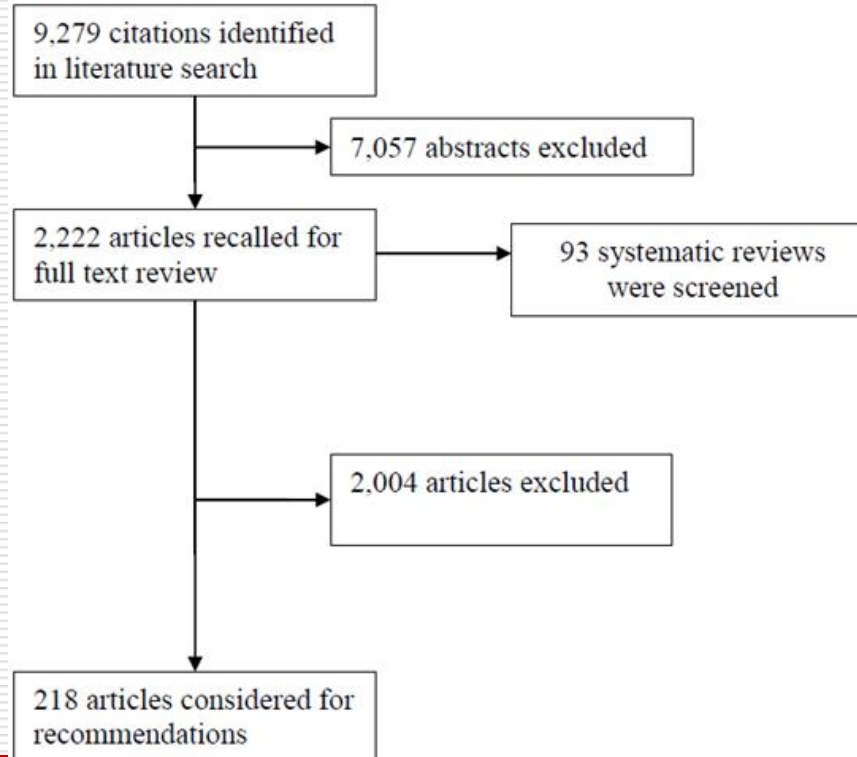 9,279 citations identified
in literature search
7,057 abstracts excluded
2,222 articles recalled for
full text review
93 systematic reviews
were screened
2,004 articles excluded
218 articles considered for
recommendations